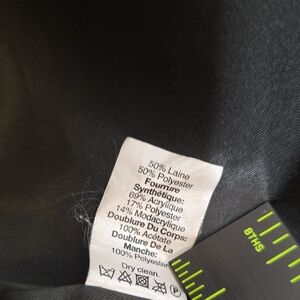 50% Laine
50% Polyester
Fourrure
Synthétique:
69% Acrylique
17% Polyester
14% Modacrylique
Doublure Du Corps:
100% Acétate
Doublure De La
Manche:
100% Polyester
Dry clean.
P
8THS